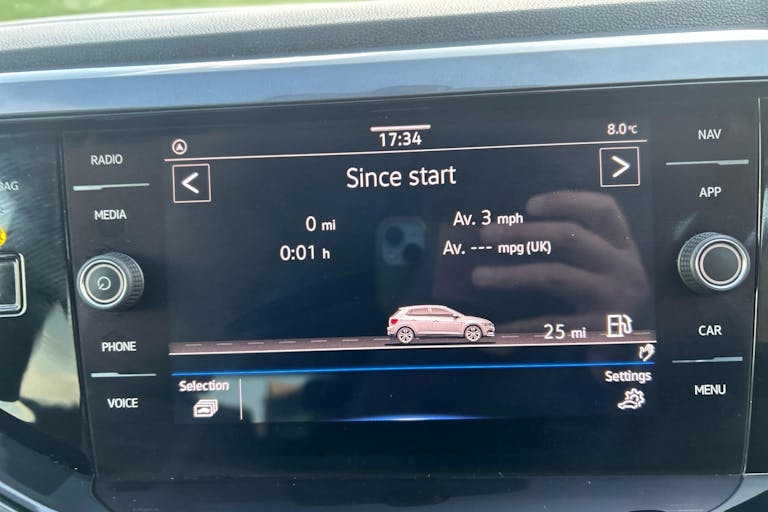 17:34
8.0°C
Since start
0 mi
Av. 3 mph
0:01 h
Av. --- mpg (UK)
25 mi
Selection
Settings
RADIO
MEDIA
PHONE
VOICE
NAV
APP
CAR
MENU